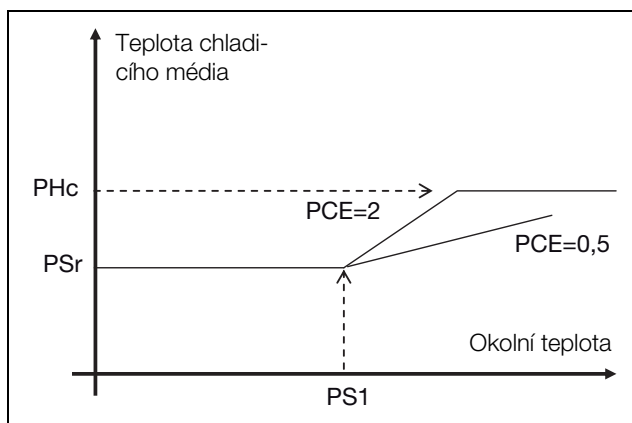 Teplota chladi-
cího média
PHc
PCE=2
PCE=0,5
PSr
Okolní teplota
PS1